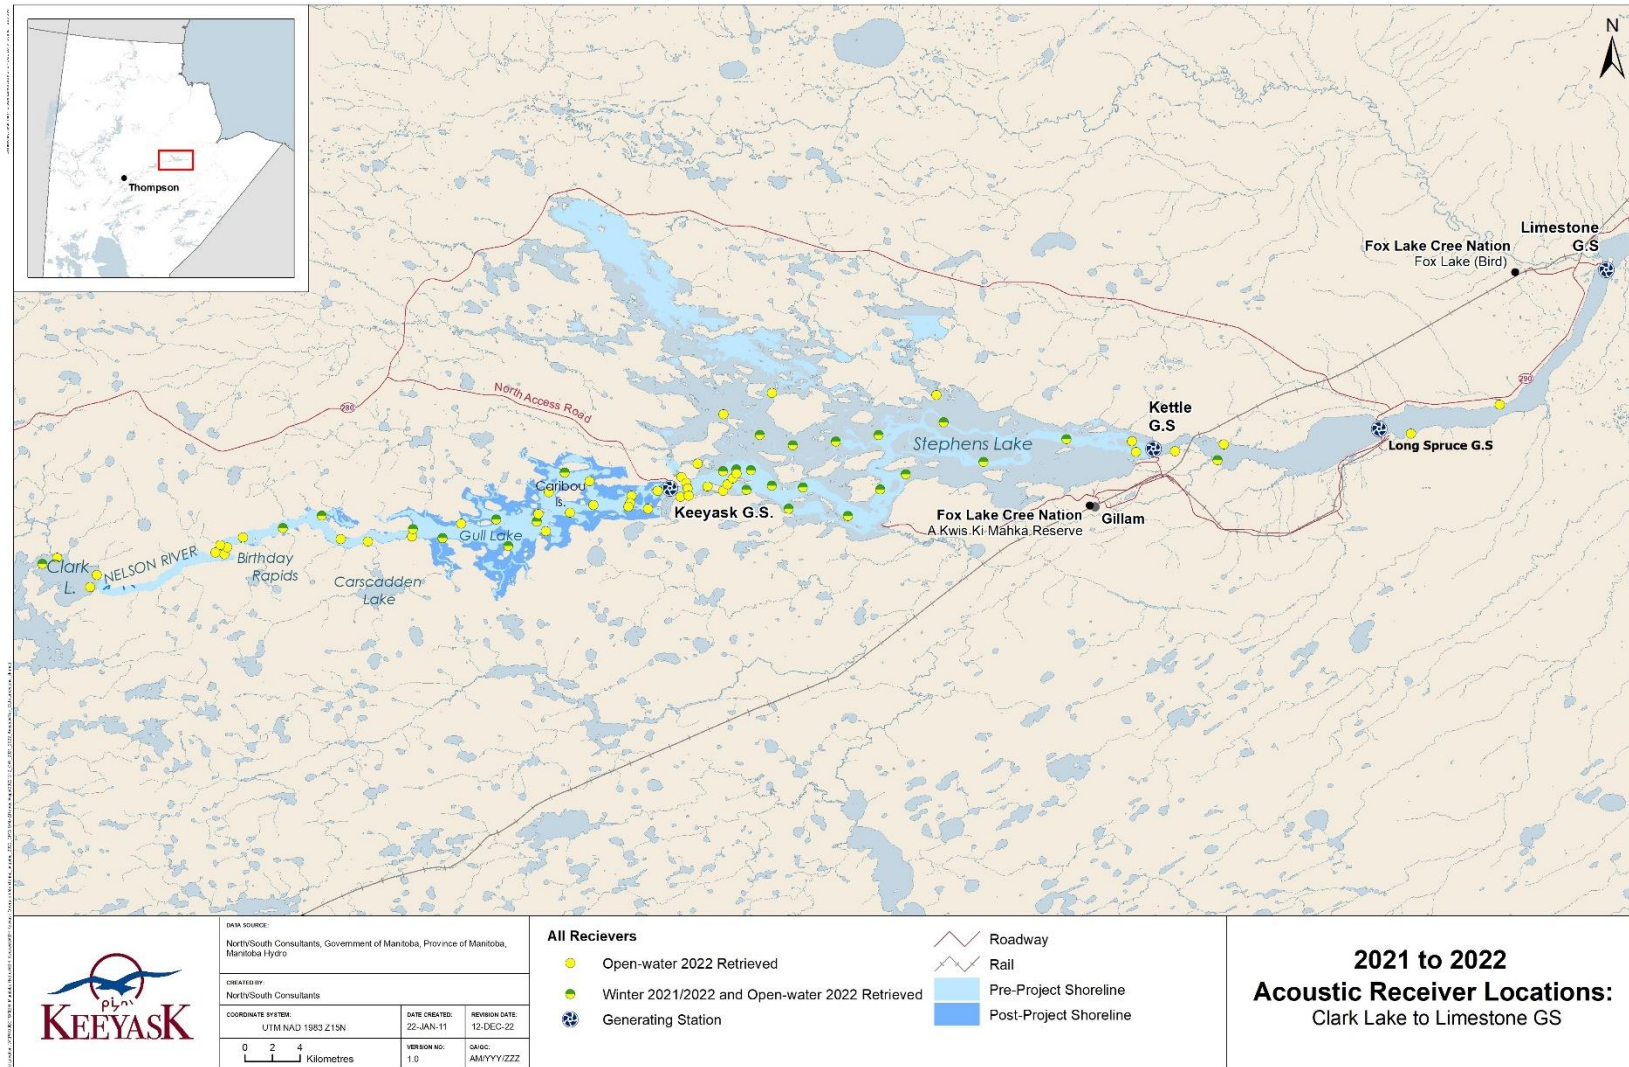 N
Thompson
Limestone
G.S
Fox Lake Cree Nation
Fox Lake (Bird)
290
280
North Access Road
Kettle
G.S
Stephens Lake
Long Spruce G.S
Caribou
Is.
Keeyask G.S.
Fox Lake Cree Nation
A Kwis Ki Mahka Reserve
Gillam
Gull Lake
NELSON RIVER
Birthday
Rapids
Clark
L.
Carscadden
Lake
KEEYASK
DATA SOURCE:
North/South Consultants, Government of Manitoba, Province of Manitoba,
Manitoba Hydro
CREATED BY:
North/South Consultants
COORDINATE SYSTEM:
UTM NAD 1983 Z15N
DATE CREATED:
22-JAN-11
REVISION DATE:
12-DEC-22
0 2 4
Kilometres
VERSION NO:
1.0
QA/QC:
AM/YYY/ZZZ
All Recievers
Open-water 2022 Retrieved
Winter 2021/2022 and Open-water 2022 Retrieved
Generating Station
Roadway
Rail
Pre-Project Shoreline
Post-Project Shoreline
2021 to 2022
Acoustic Receiver Locations:
Clark Lake to Limestone GS